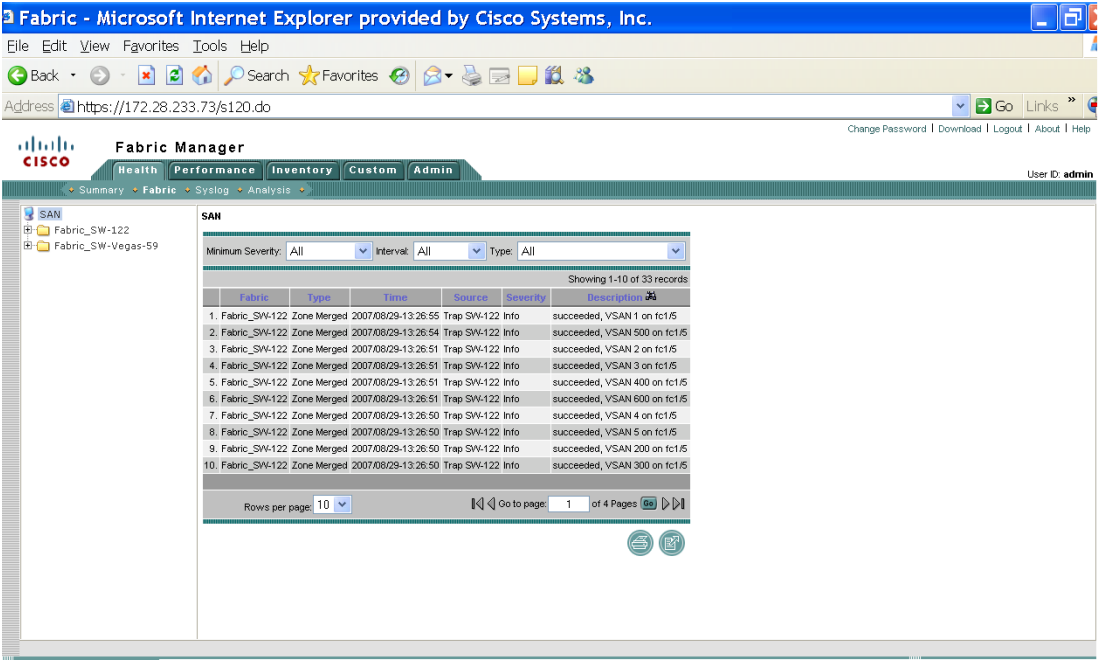 Fabric - Microsoft Internet Explorer provided by Cisco Systems, Inc.
File Edit View Favorites Tools Help
Back Search Favorites
Address https://172.28.233.73/s120.do Go Links »
Change Password | Download | Logout | About | Help
CISCO Fabric Manager
Health Performance Inventory Custom Admin
User ID: admin
Summary Fabric Syslog Analysis
SAN
Fabric_SW-122
Fabric_SW-Vegas-59
SAN
Minimum Severity: All Interval: All Type: All
Showing 1-10 of 33 records
Fabric Type Time Source Severity Description
1. Fabric_SW-122 Zone Merged 2007/08/29-13:26:55 Trap SW-122 Info succeeded, VSAN 1 on fc1/5
2. Fabric_SW-122 Zone Merged 2007/08/29-13:26:54 Trap SW-122 Info succeeded, VSAN 500 on fc1/5
3. Fabric_SW-122 Zone Merged 2007/08/29-13:26:51 Trap SW-122 Info succeeded, VSAN 2 on fc1/5
4. Fabric_SW-122 Zone Merged 2007/08/29-13:26:51 Trap SW-122 Info succeeded, VSAN 3 on fc1/5
5. Fabric_SW-122 Zone Merged 2007/08/29-13:26:51 Trap SW-122 Info succeeded, VSAN 400 on fc1/5
6. Fabric_SW-122 Zone Merged 2007/08/29-13:26:51 Trap SW-122 Info succeeded, VSAN 600 on fc1/5
7. Fabric_SW-122 Zone Merged 2007/08/29-13:26:50 Trap SW-122 Info succeeded, VSAN 4 on fc1/5
8. Fabric_SW-122 Zone Merged 2007/08/29-13:26:50 Trap SW-122 Info succeeded, VSAN 5 on fc1/5
9. Fabric_SW-122 Zone Merged 2007/08/29-13:26:50 Trap SW-122 Info succeeded, VSAN 200 on fc1/5
10. Fabric_SW-122 Zone Merged 2007/08/29-13:26:50 Trap SW-122 Info succeeded, VSAN 300 on fc1/5
Rows per page: 10 Go to page: 1 of 4 Pages Go